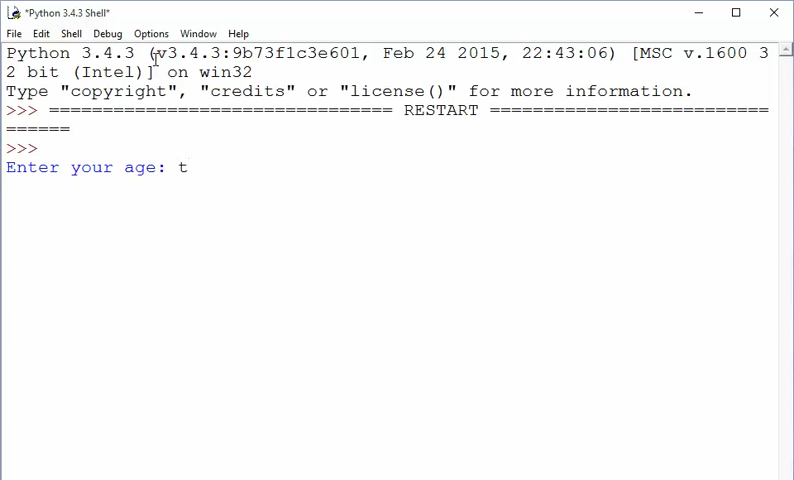 *Python 3.4.3 Shell*
File Edit Shell Debug Options Window Help
Python 3.4.3 (v3.4.3:9b73f1c3e601, Feb 24 2015, 22:43:06) [MSC v.1600 3
2 bit (Intel)] on win32
Type "copyright", "credits" or "license()" for more information.
>>> ================================ RESTART ==========================
======
>>>
Enter your age: t